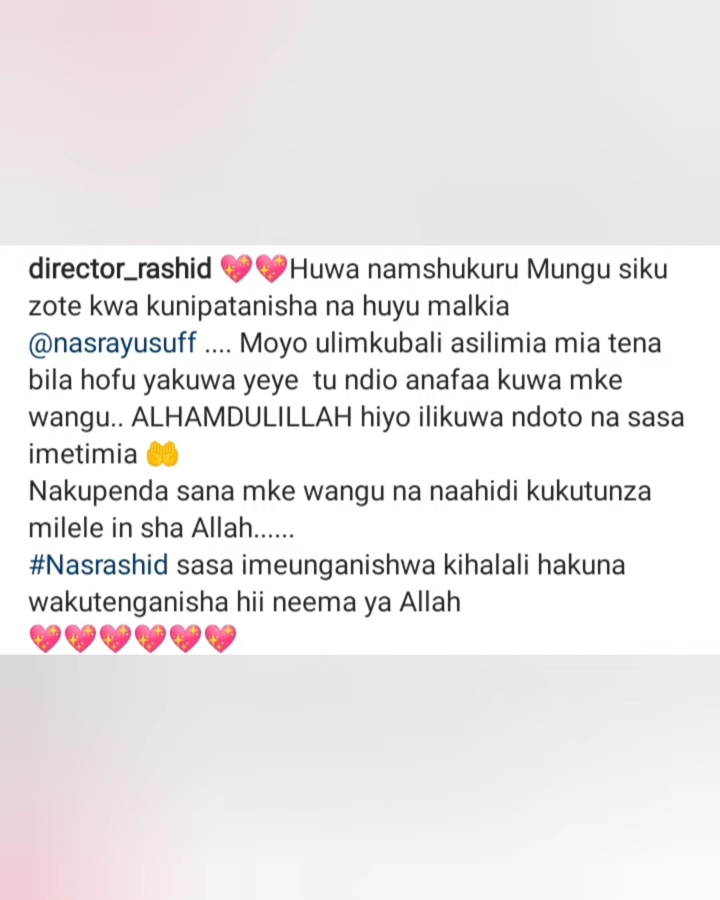 director_rashid 💖💖Huwa namshukuru Mungu siku
zote kwa kunipatanisha na huyu malkia
@nasrayusuff .... Moyo ulimkubali asilimia mia tena
bila hofu yakuwa yeye  tu ndio anafaa kuwa mke
wangu.. ALHAMDULILLAH hiyo ilikuwa ndoto na sasa
imetimia 🤲
Nakupenda sana mke wangu na naahidi kukutunza
milele in sha Allah......
#Nasrashid sasa imeunganishwa kihalali hakuna
wakutenganisha hii neema ya Allah
💖💖💖💖💖💖